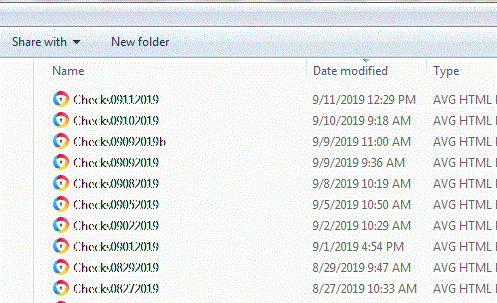 Share with New folder
Name Date modified Type
Checks09112019 9/11/2019 12:29 PM AVG HTML
Checks09102019 9/10/2019 9:18 AM AVG HTML
Checks09092019b 9/9/2019 11:00 AM AVG HTML
Checks09092019 9/9/2019 9:36 AM AVG HTML
Checks09082019 9/8/2019 10:19 AM AVG HTML
Checks09052019 9/5/2019 10:50 AM AVG HTML
Checks09022019 9/2/2019 10:29 AM AVG HTML
Checks09012019 9/1/2019 4:54 PM AVG HTML
Checks08292019 8/29/2019 9:47 AM AVG HTML
Checks08272019 8/27/2019 10:33 AM AVG HTML